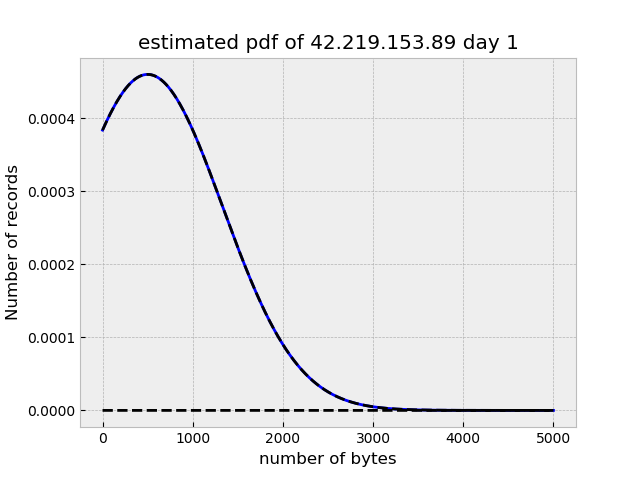 estimated pdf of 42.219.153.89 day 1
Number of records
0.0004
0.0003
0.0002
0.0001
0.0000
0 1000 2000 3000 4000 5000
number of bytes